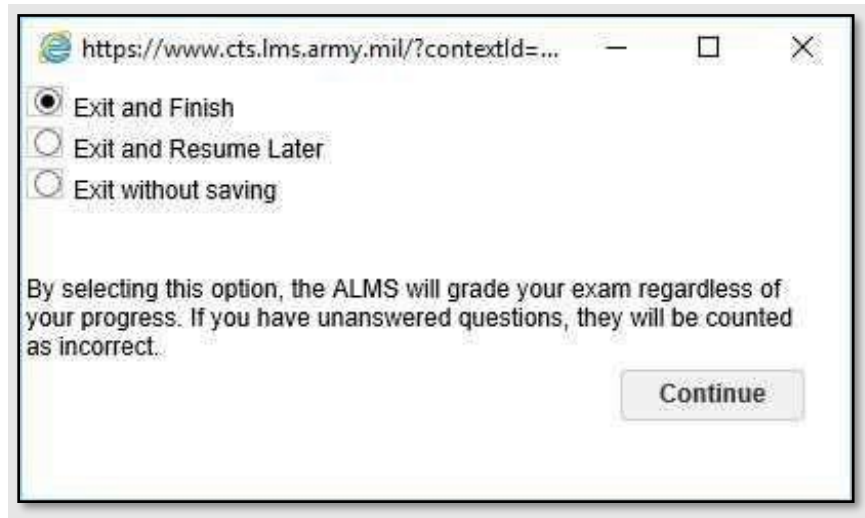 https://www.cts.lms.army.mil/?contextId=...
Exit and Finish
Exit and Resume Later
Exit without saving
By selecting this option, the ALMS will grade your exam regardless of
your progress. If you have unanswered questions, they will be counted
as incorrect.
Continue